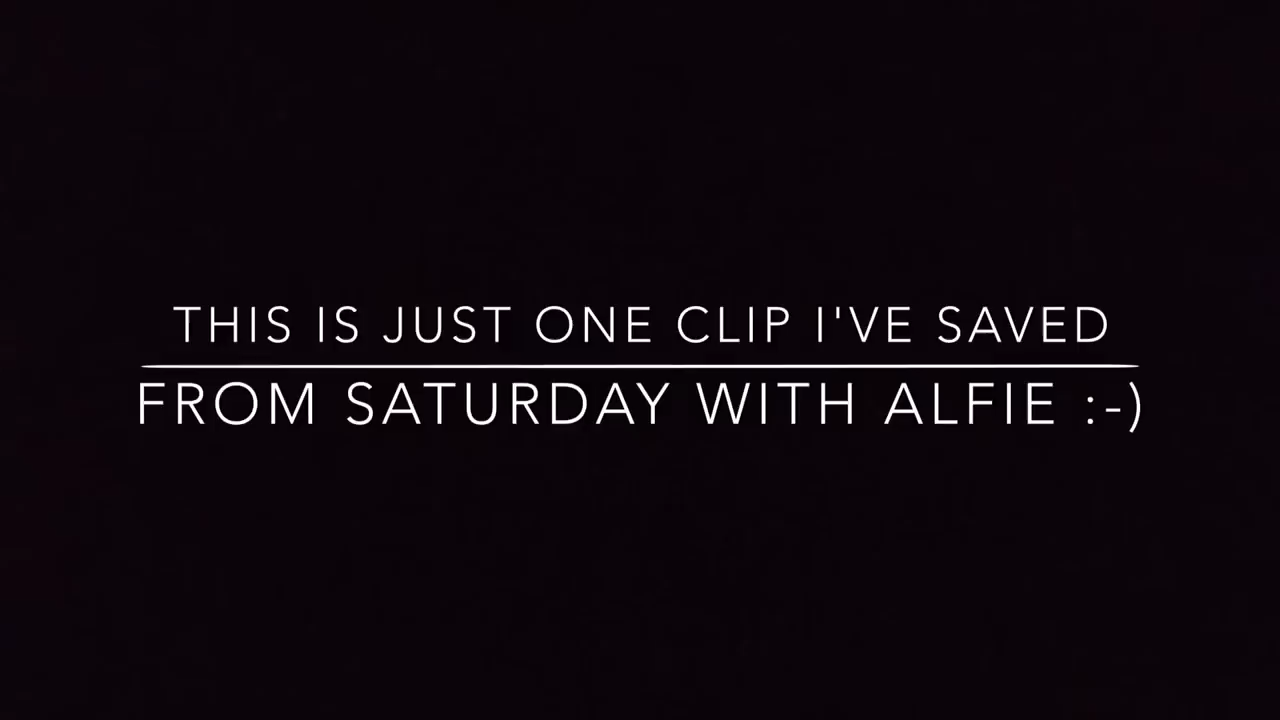 THIS IS JUST ONE CLIP I'VE SAVED
FROM SATURDAY WITH ALFIE :-)